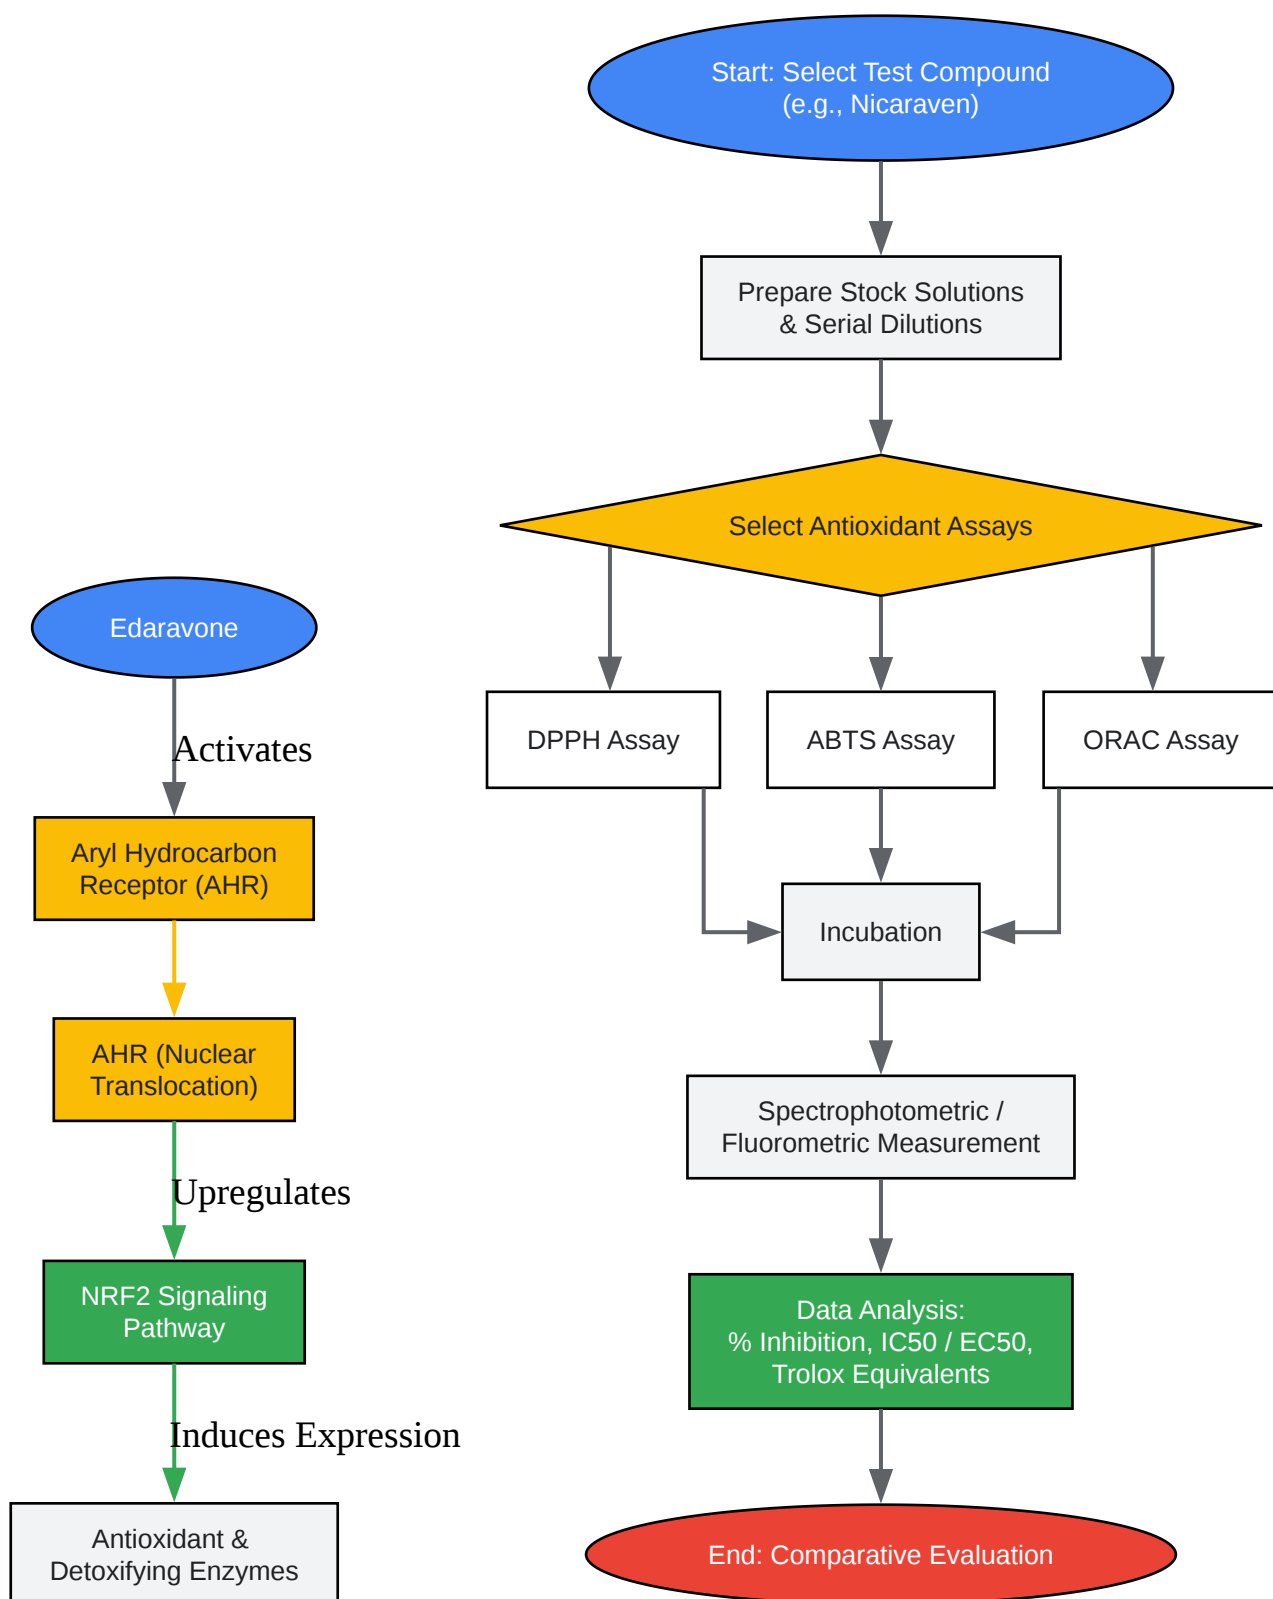 Start: Select Test Compound
(e.g., Nicaraven)
Prepare Stock Solutions
& Serial Dilutions
Select Antioxidant Assays
DPPH Assay
ABTS Assay
ORAC Assay
Incubation
Spectrophotometric /
Fluorometric Measurement
Data Analysis:
% Inhibition, IC50 / EC50,
Trolox Equivalents
End: Comparative Evaluation
Edaravone
Activates
Aryl Hydrocarbon
Receptor (AHR)
AHR (Nuclear
Translocation)
Upregulates
NRF2 Signaling
Pathway
Induces Expression
Antioxidant &
Detoxifying Enzymes